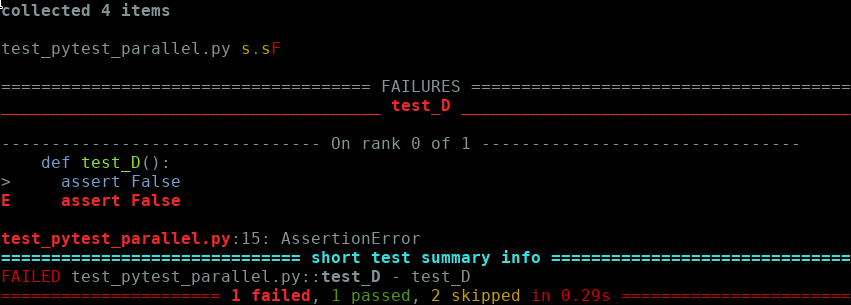 collected 4 items
test_pytest_parallel.py s.sF
===================================== FAILURES ======================================
______________________________________ test_D _______________________________________
-------------------------------- On rank 0 of 1 --------------------------------
    def test_D():
>     assert False
E     assert False
test_pytest_parallel.py:15: AssertionError
============================== short test summary info ==============================
FAILED test_pytest_parallel.py::test_D - test_D
====================== 1 failed, 1 passed, 2 skipped in 0.29s =======================